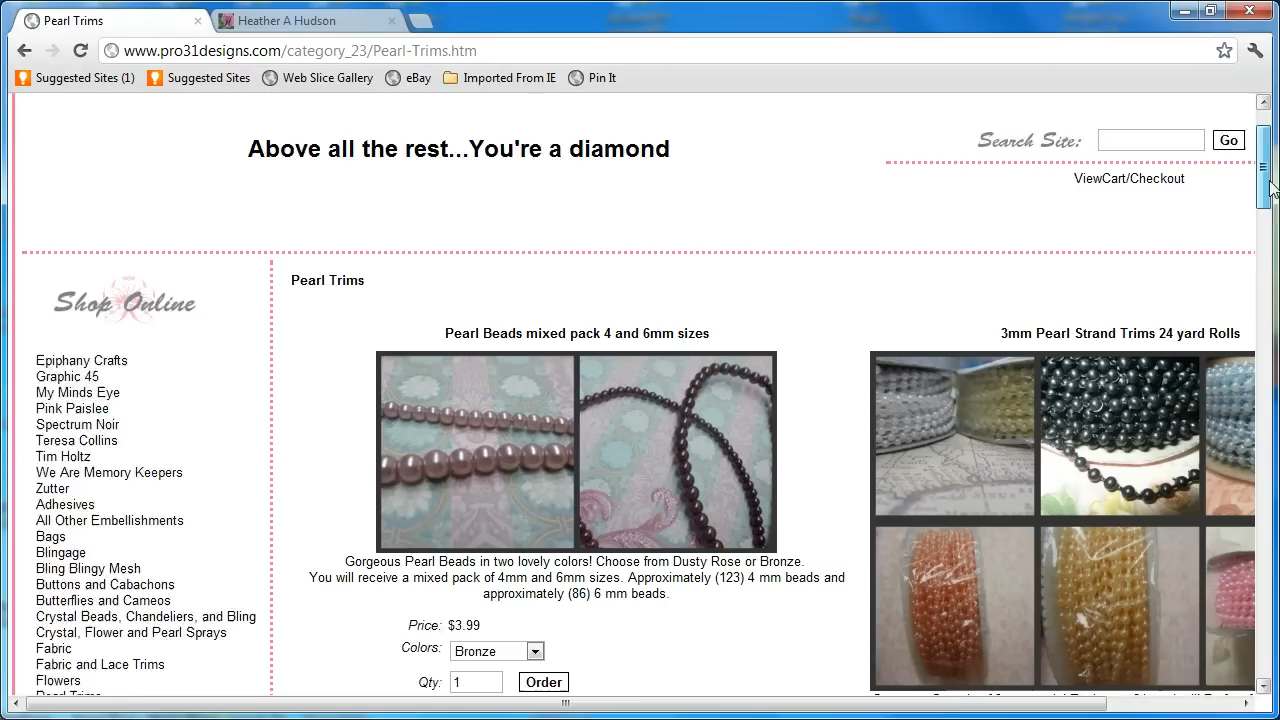 Pearl Trims
Heather A Hudson
www.pro31designs.com/category_23/Pearl-Trims.htm
Suggested Sites (1)
Suggested Sites
Web Slice Gallery
eBay
Imported From IE
Pin It
Above all the rest...You're a diamond
Search Site:
Go
ViewCart/Checkout
Shop Online
Epiphany Crafts
Graphic 45
My Minds Eye
Pink Paislee
Spectrum Noir
Teresa Collins
Tim Holtz
We Are Memory Keepers
Zutter
Adhesives
All Other Embellishments
Bags
Blingage
Bling Blingy Mesh
Buttons and Cabachons
Butterflies and Cameos
Crystal Beads, Chandeliers, and Bling
Crystal, Flower and Pearl Sprays
Fabric
Fabric and Lace Trims
Flowers
Pearl Trims
Pearl Trims
Pearl Beads mixed pack 4 and 6mm sizes
Gorgeous Pearl Beads in two lovely colors! Choose from Dusty Rose or Bronze.
You will receive a mixed pack of 4mm and 6mm sizes. Approximately (123) 4 mm beads and
approximately (86) 6 mm beads.
Price: $3.99
Colors: Bronze
Qty: 1 Order
3mm Pearl Strand Trims 24 yard Rolls